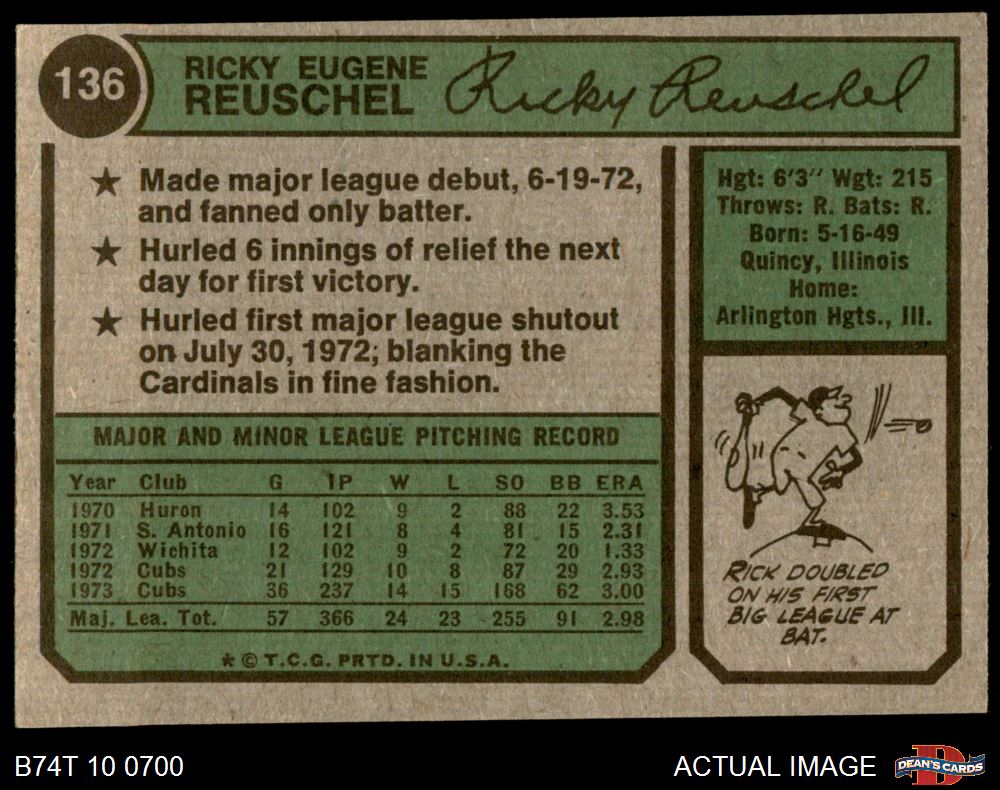 136
RICKY EUGENE
REUSCHEL
Ricky Reuschel
★ Made major league debut, 6-19-72,
and fanned only batter.
★ Hurled 6 innings of relief the next
day for first victory.
★ Hurled first major league shutout
on July 30, 1972; blanking the
Cardinals in fine fashion.
Hgt: 6'3" Wgt: 215
Throws: R. Bats: R.
Born: 5-16-49
Quincy, Illinois
Home:
Arlington Hgts., Ill.
MAJOR AND MINOR LEAGUE PITCHING RECORD
Year Club G IP W L SO BB ERA
1970 Huron 14 102 9 2 88 22 3.53
1971 S. Antonio 16 121 8 4 81 15 2.31
1972 Wichita 12 102 9 2 72 20 1.33
1972 Cubs 21 129 10 8 87 29 2.93
1973 Cubs 36 237 14 15 168 62 3.00
Maj. Lea. Tot. 57 366 24 23 255 91 2.98
★ © T.C.G. PRTD. IN U.S.A.
RICK DOUBLED
ON HIS FIRST
BIG LEAGUE AT
BAT.
B74T 10 0700
ACTUAL IMAGE
D
DEAN'S CARDS